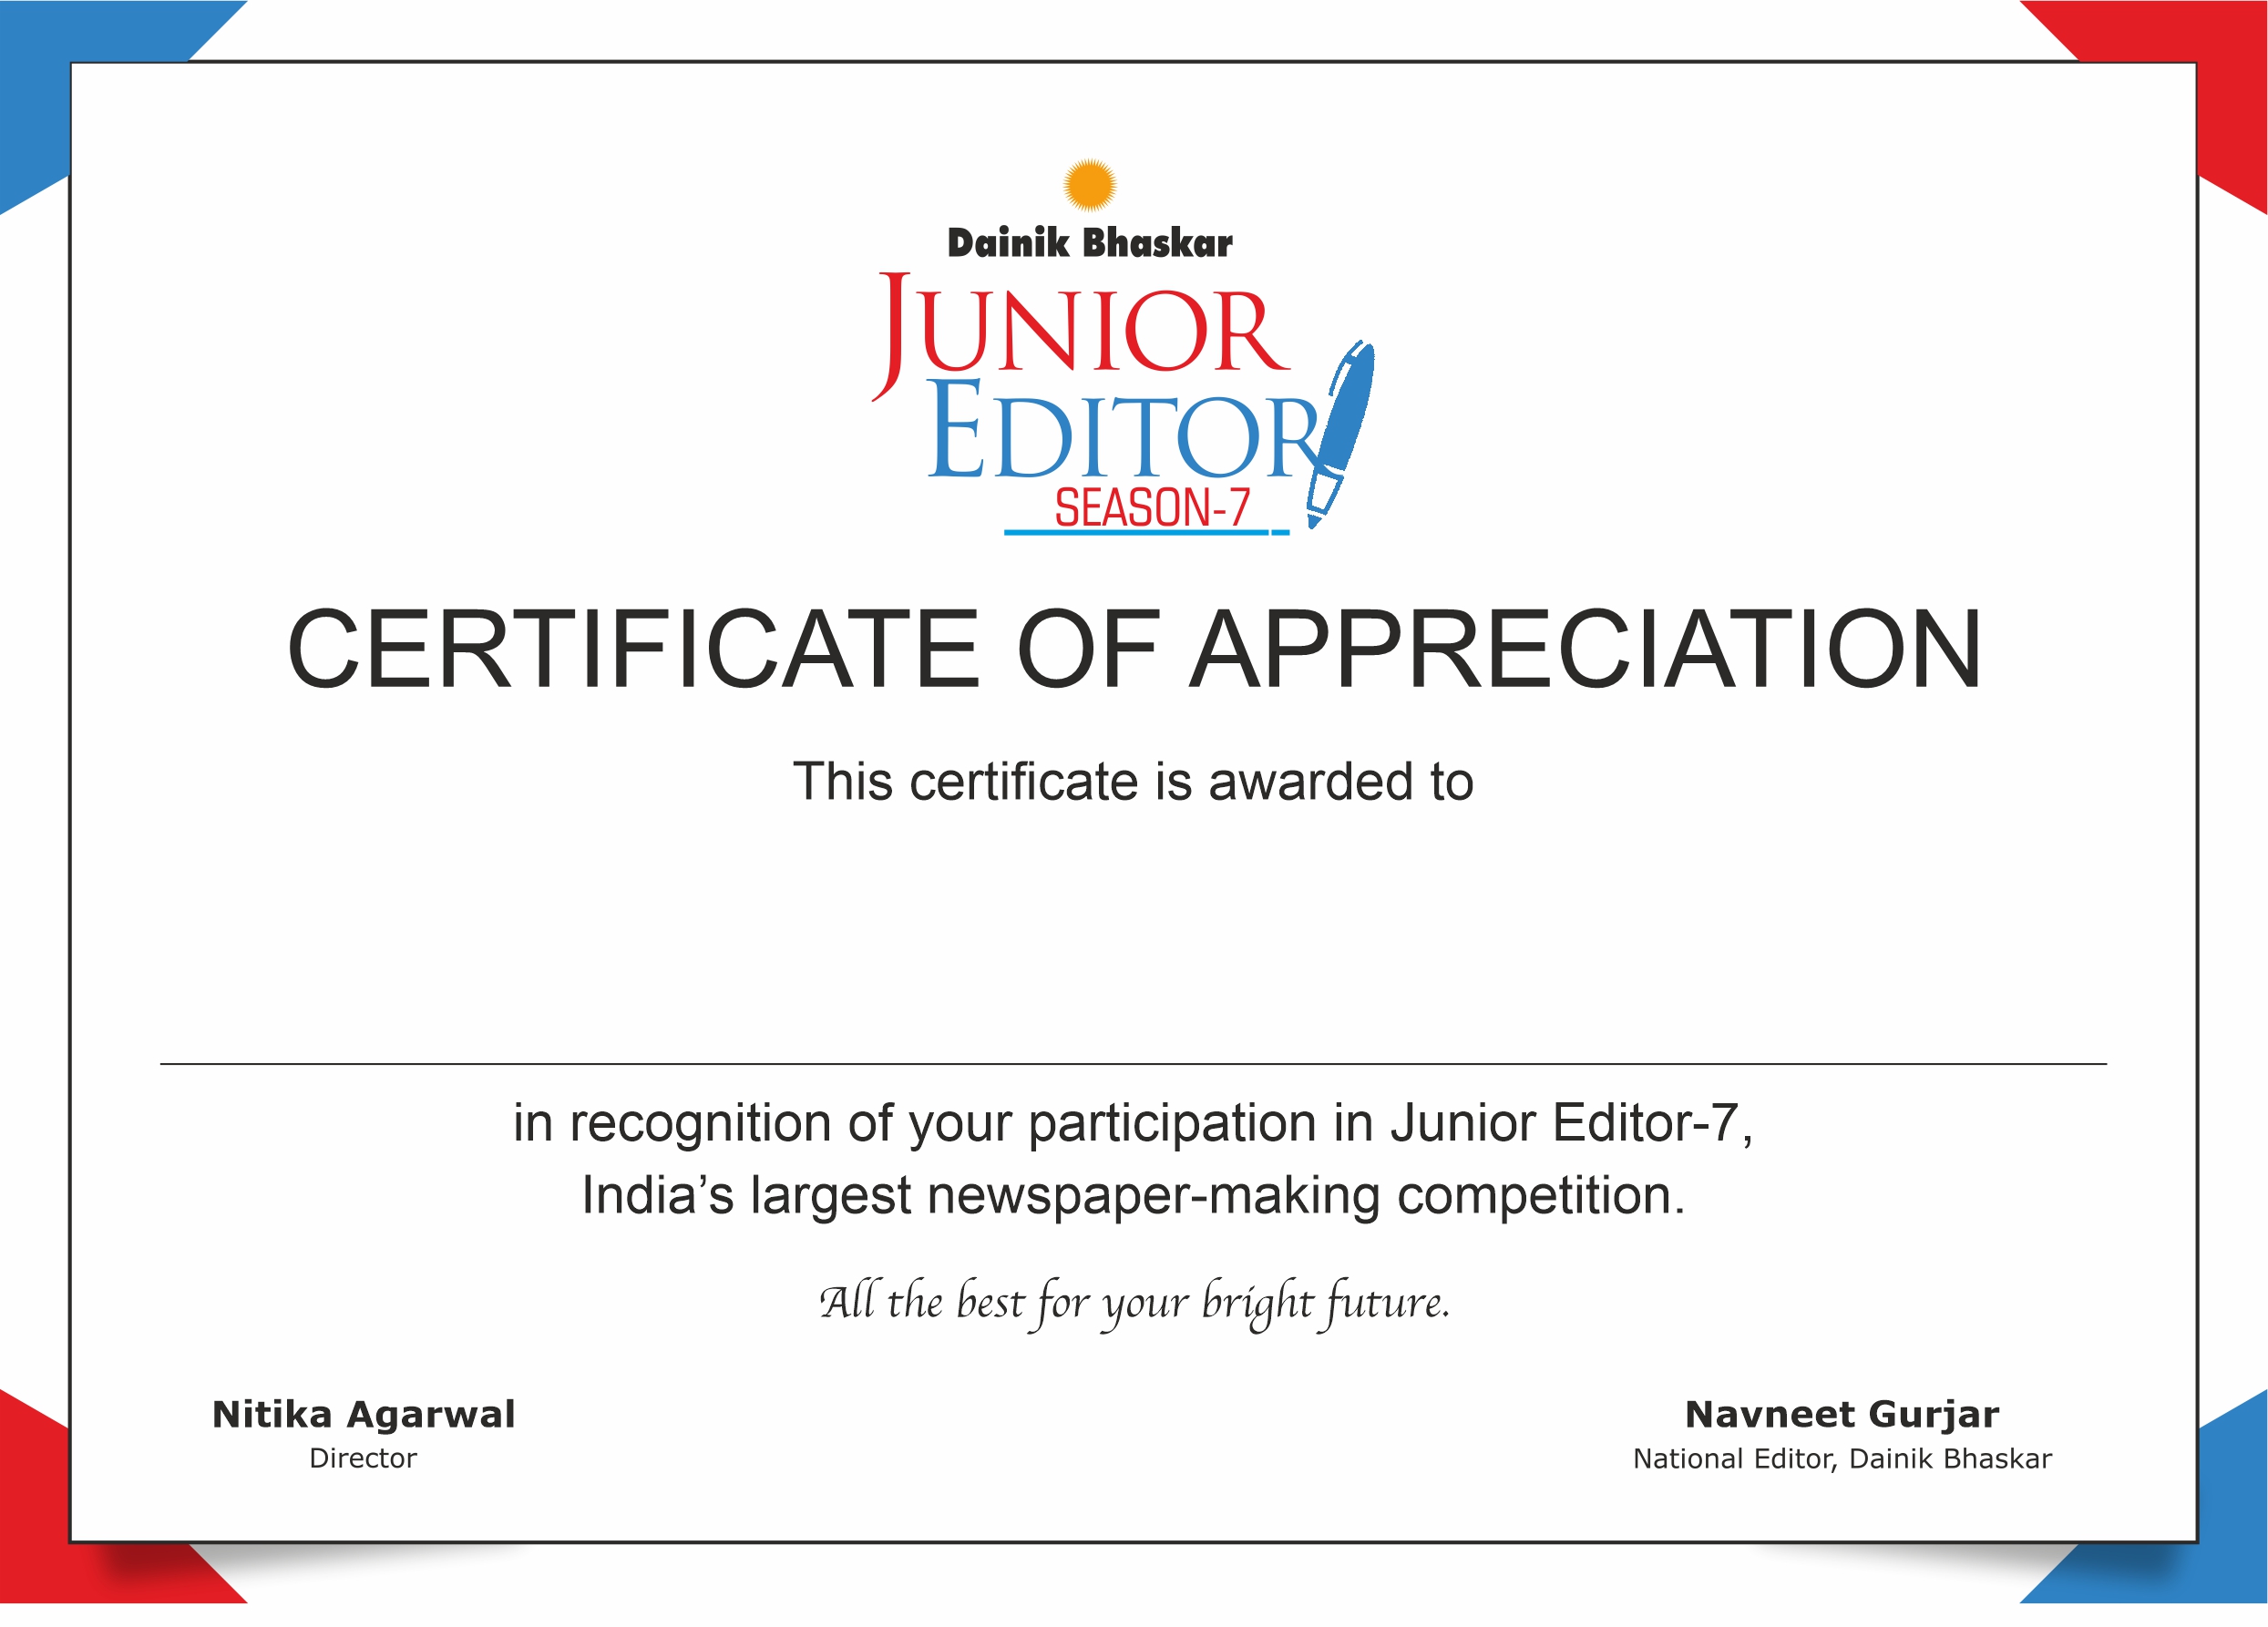 Dainik Bhaskar
JUNIOR
EDITOR
SEASON-7
CERTIFICATE OF APPRECIATION
This certificate is awarded to
in recognition of your participation in Junior Editor-7,
India’s largest newspaper-making competition.
All the best for your bright future.
Nitika Agarwal
Director
Navneet Gurjar
National Editor, Dainik Bhaskar